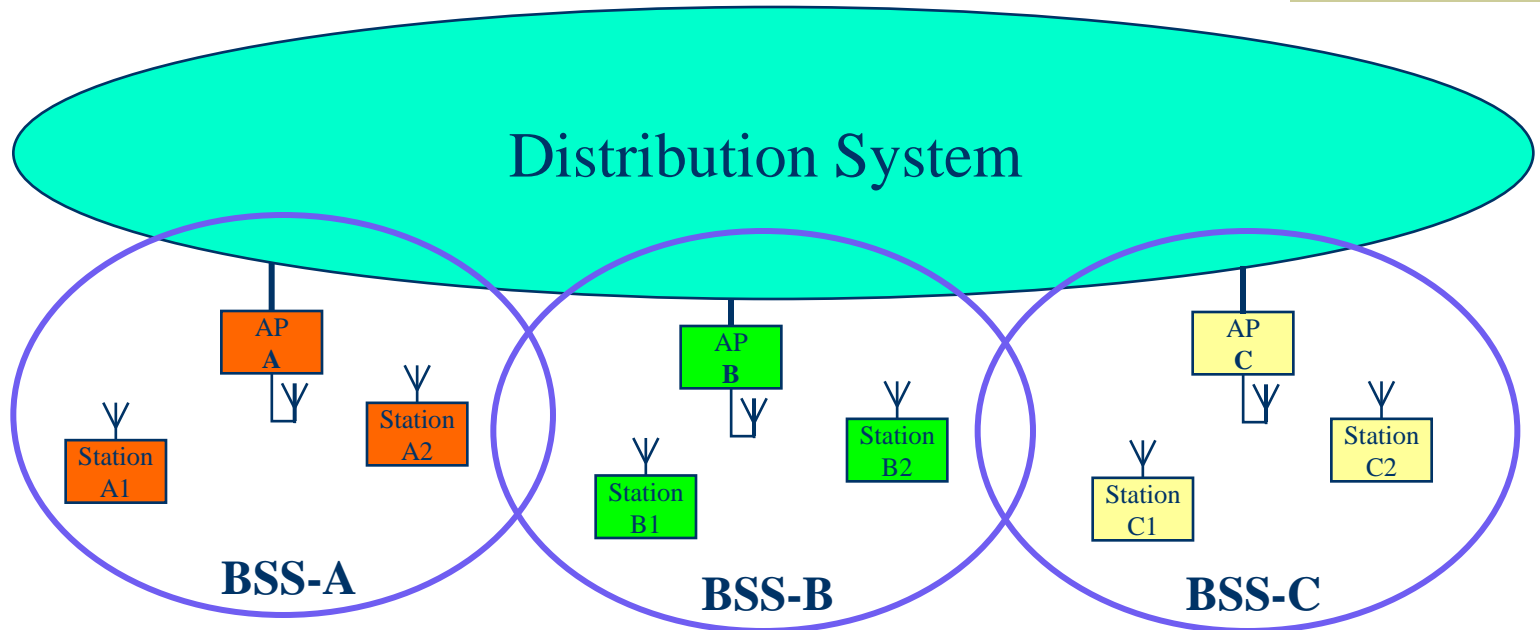 Distribution System
AP
A
AP
B
AP
C
Station
A1
Station
A2
Station
B1
Station
B2
Station
C1
Station
C2
BSS-A
BSS-B
BSS-C